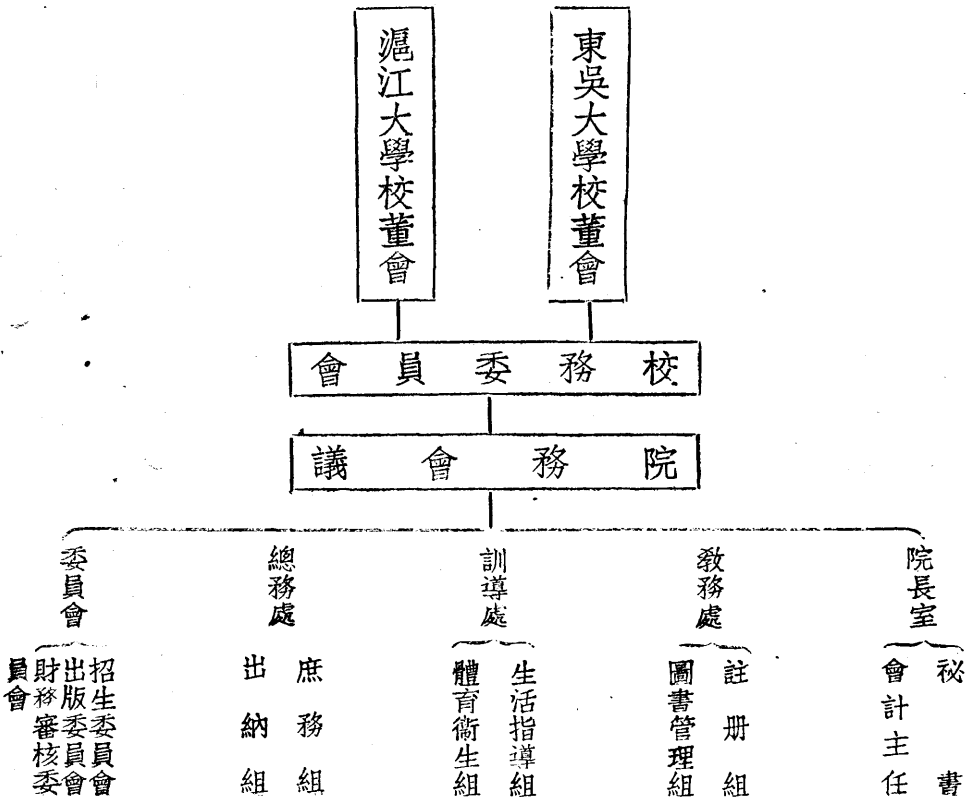 東吳大學校董會
滬江大學校董會
校務委員會
院務會議
院長室
秘書
會計主任
教務處
註册組
圖書管理組
訓導處
生活指導組
體育衞生組
總務處
庶務組
出納組
委員會
招生委員會
出版委員會
財務審核委
員會